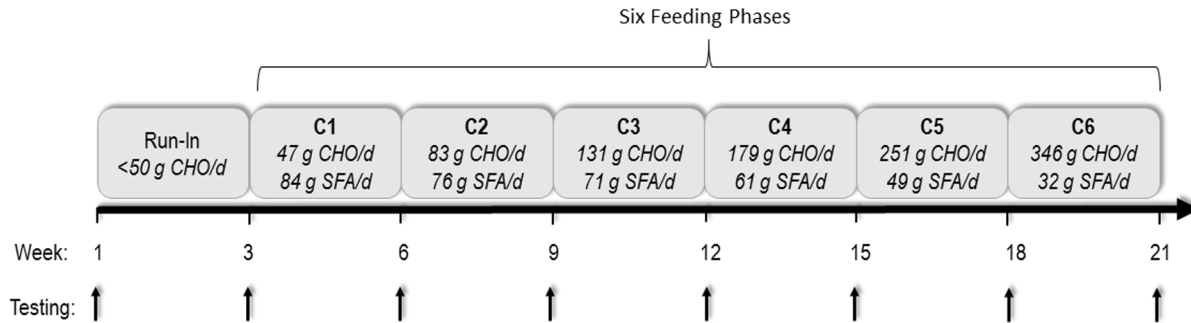 Six Feeding Phases
Run-In
<50 g CHO/d
C1
47 g CHO/d
84 g SFA/d
C2
83 g CHO/d
76 g SFA/d
C3
131 g CHO/d
71 g SFA/d
C4
179 g CHO/d
61 g SFA/d
C5
251 g CHO/d
49 g SFA/d
C6
346 g CHO/d
32 g SFA/d
Week: 1 3 6 9 12 15 18 21
Testing: